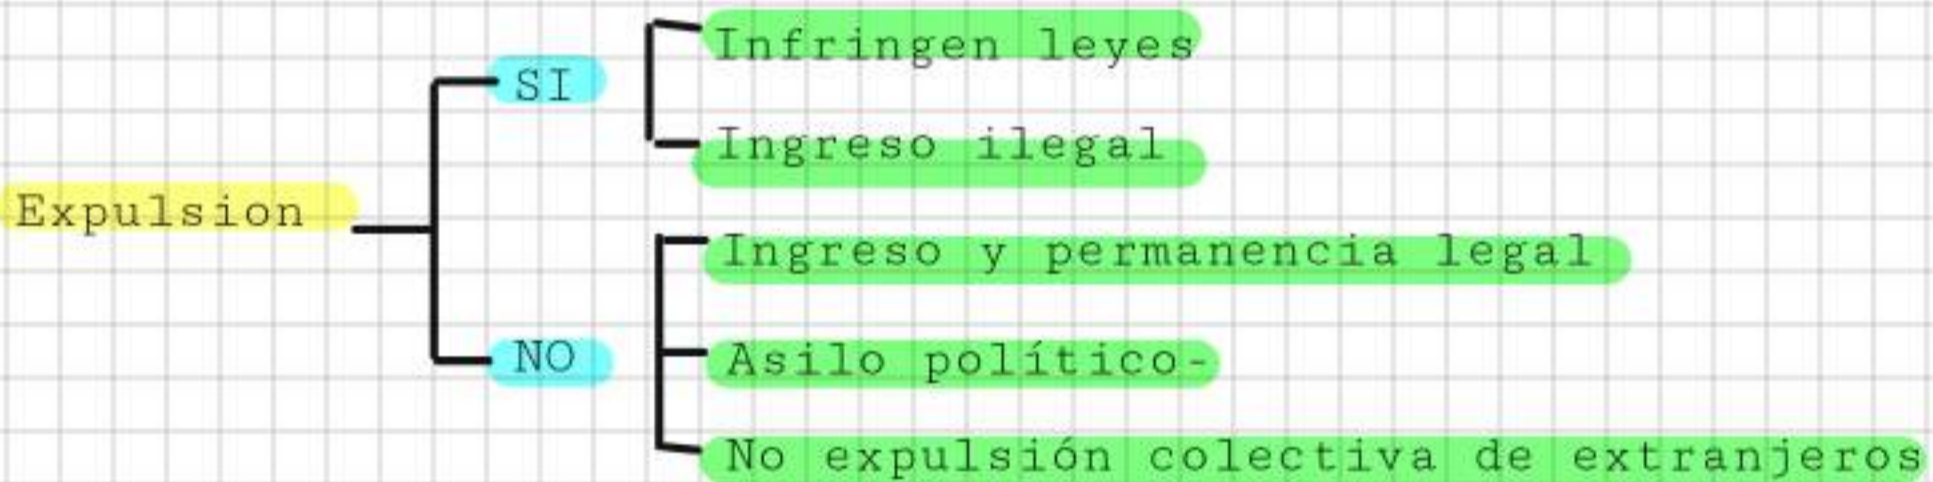 Infringen leyes
SI
Ingreso ilegal
Expulsion
Ingreso y permanencia legal
NO
Asilo político-
No expulsión colectiva de extranjeros